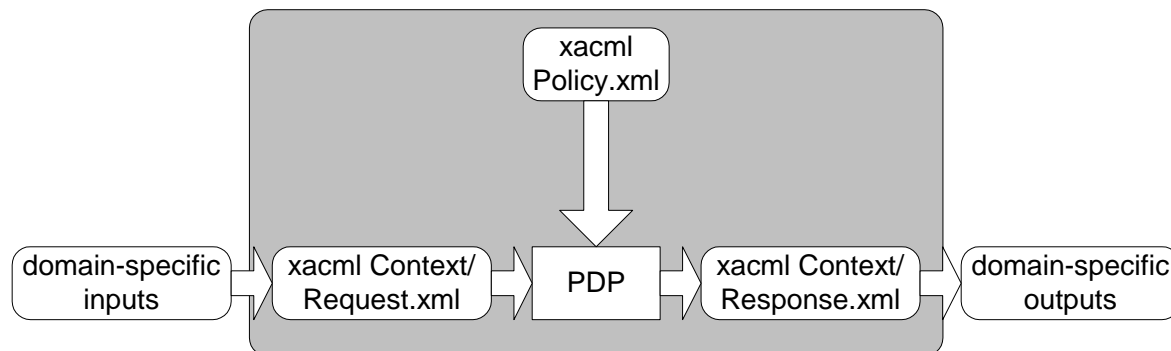 xacml
Policy.xml
domain-specific
inputs
xacml Context/
Request.xml
PDP
xacml Context/
Response.xml
domain-specific
outputs